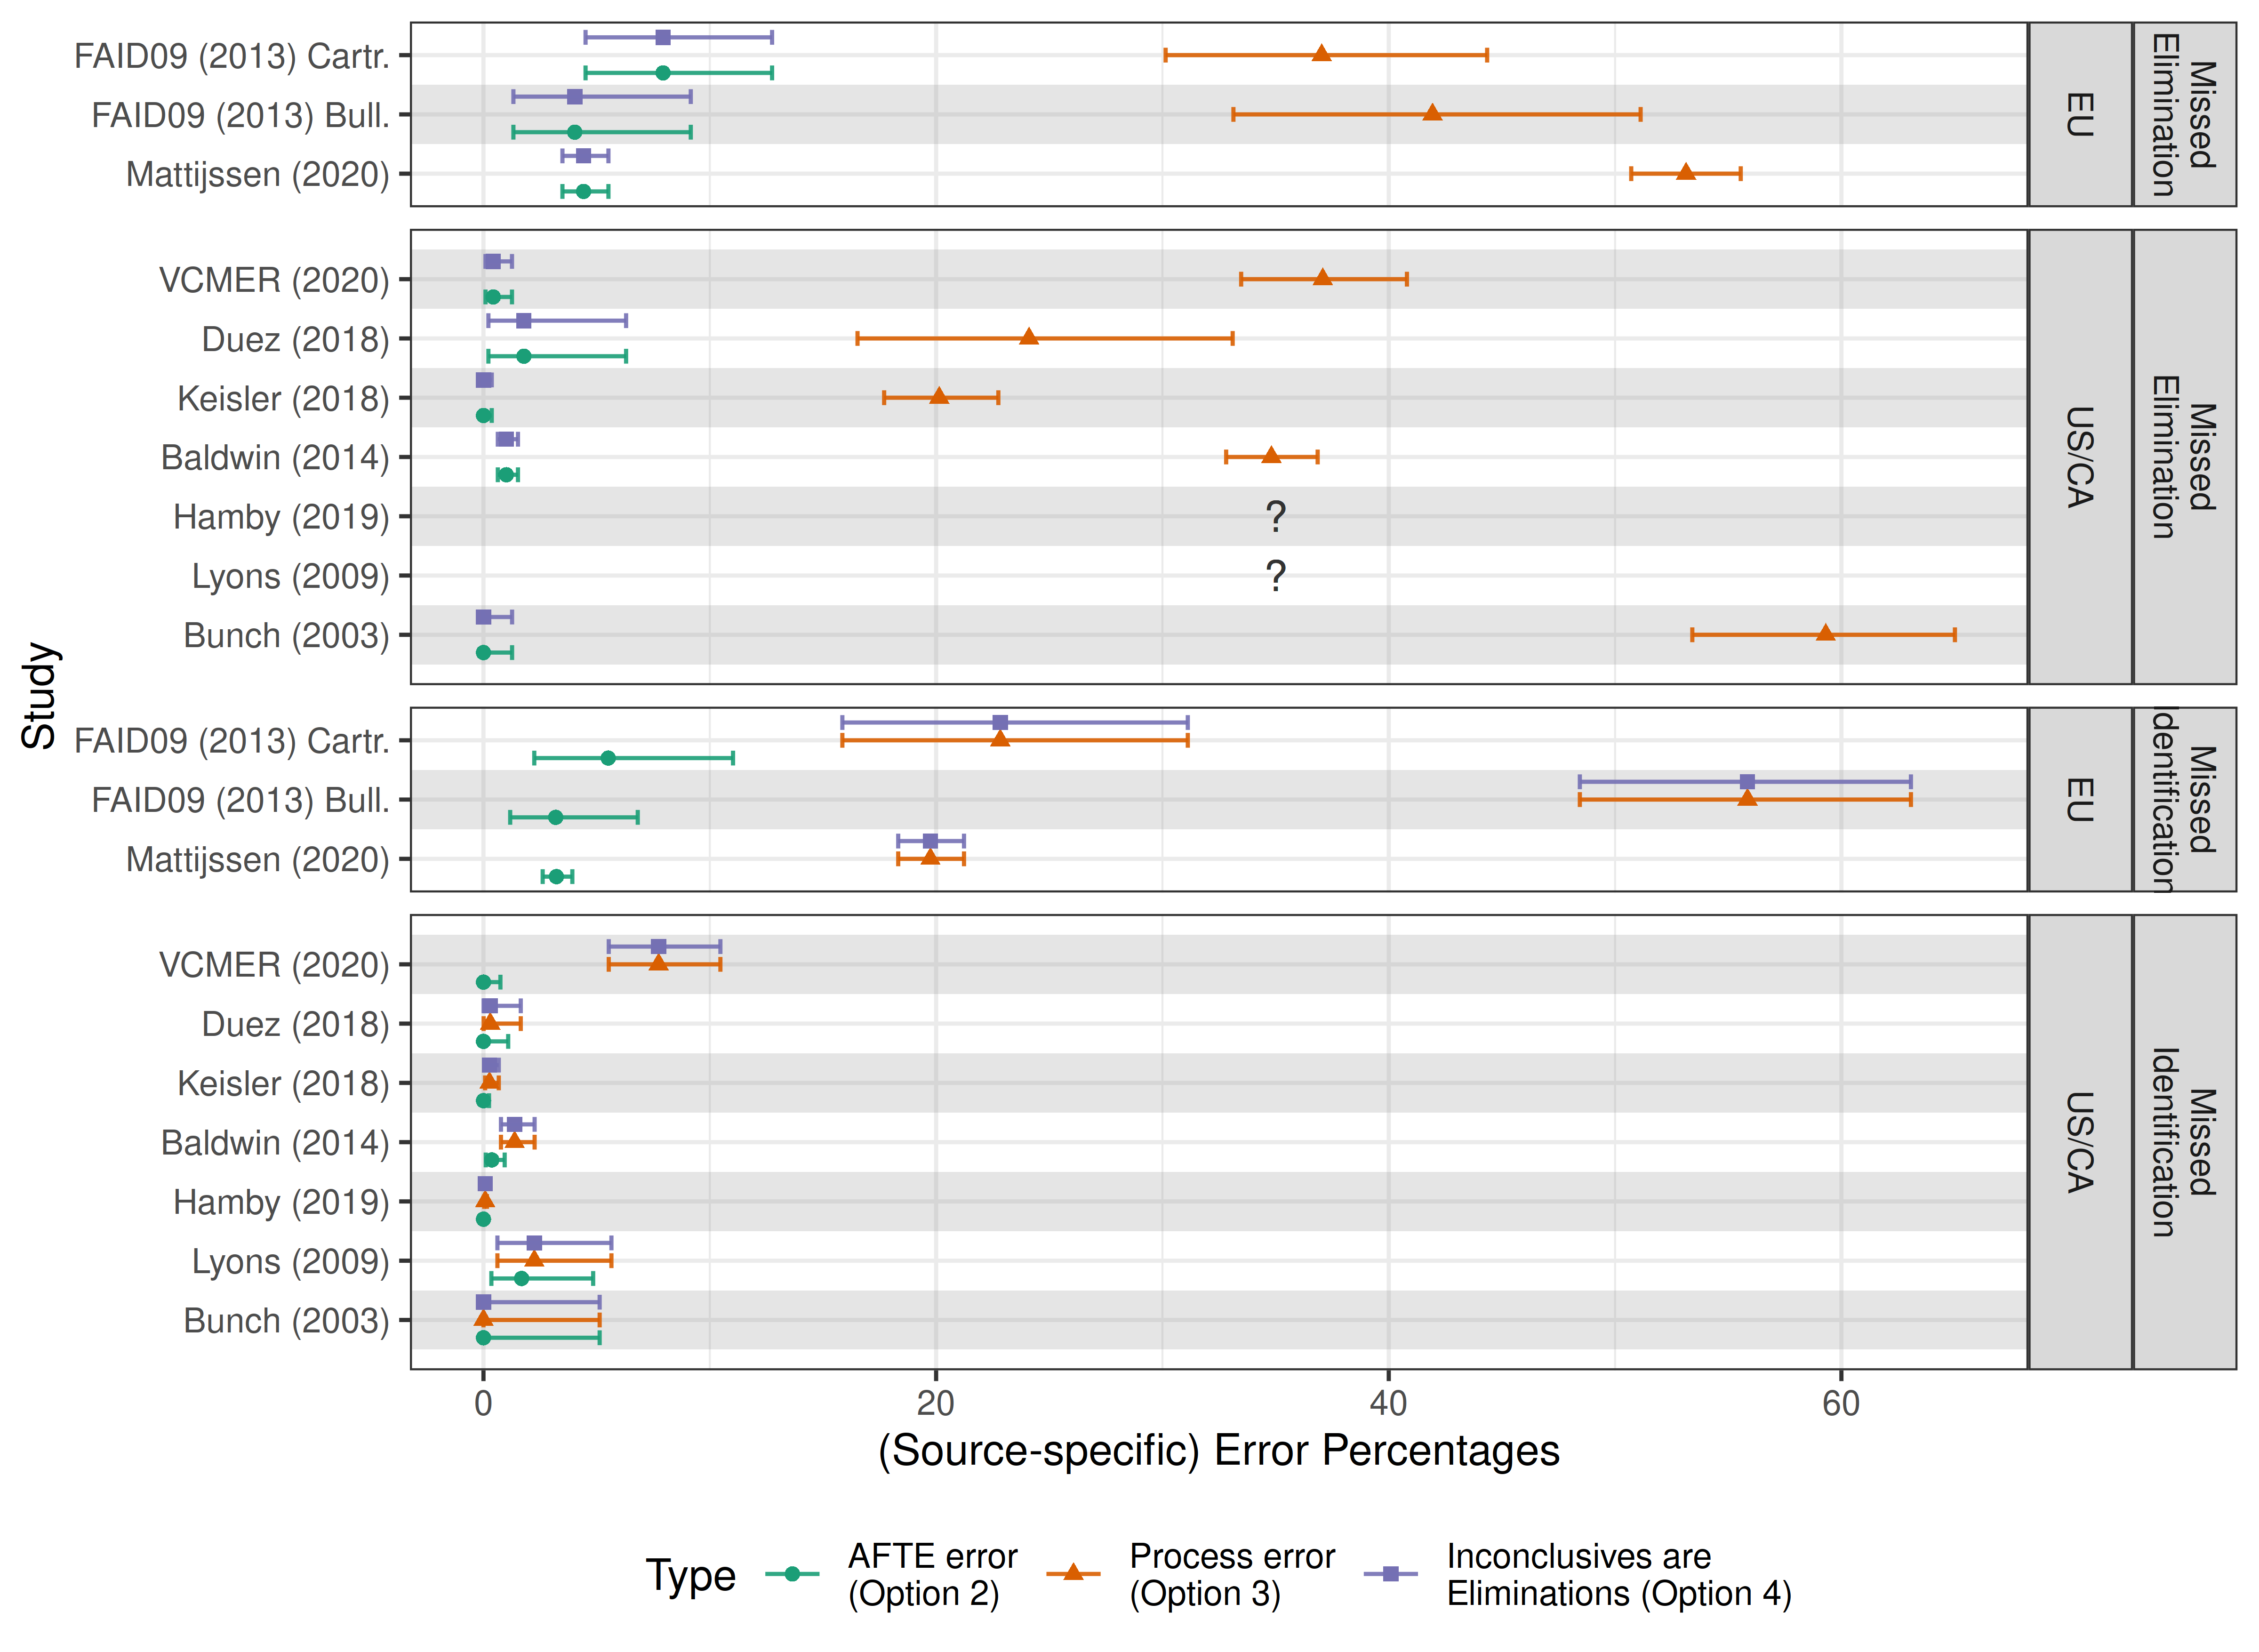 FAID09 (2013) Cartr.
FAID09 (2013) Bull.
Mattijssen (2020)
EU
Missed
Elimination
VCMER (2020)
Duez (2018)
Keisler (2018)
Baldwin (2014)
Hamby (2019)
?
Lyons (2009)
?
Bunch (2003)
US/CA
Missed
Elimination
Study
FAID09 (2013) Cartr.
FAID09 (2013) Bull.
Mattijssen (2020)
EU
Missed
Identification
VCMER (2020)
Duez (2018)
Keisler (2018)
Baldwin (2014)
Hamby (2019)
Lyons (2009)
Bunch (2003)
US/CA
Missed
Identification
0 20 40 60
(Source-specific) Error Percentages
Type
AFTE error
(Option 2)
Process error
(Option 3)
Inconclusives are
Eliminations (Option 4)